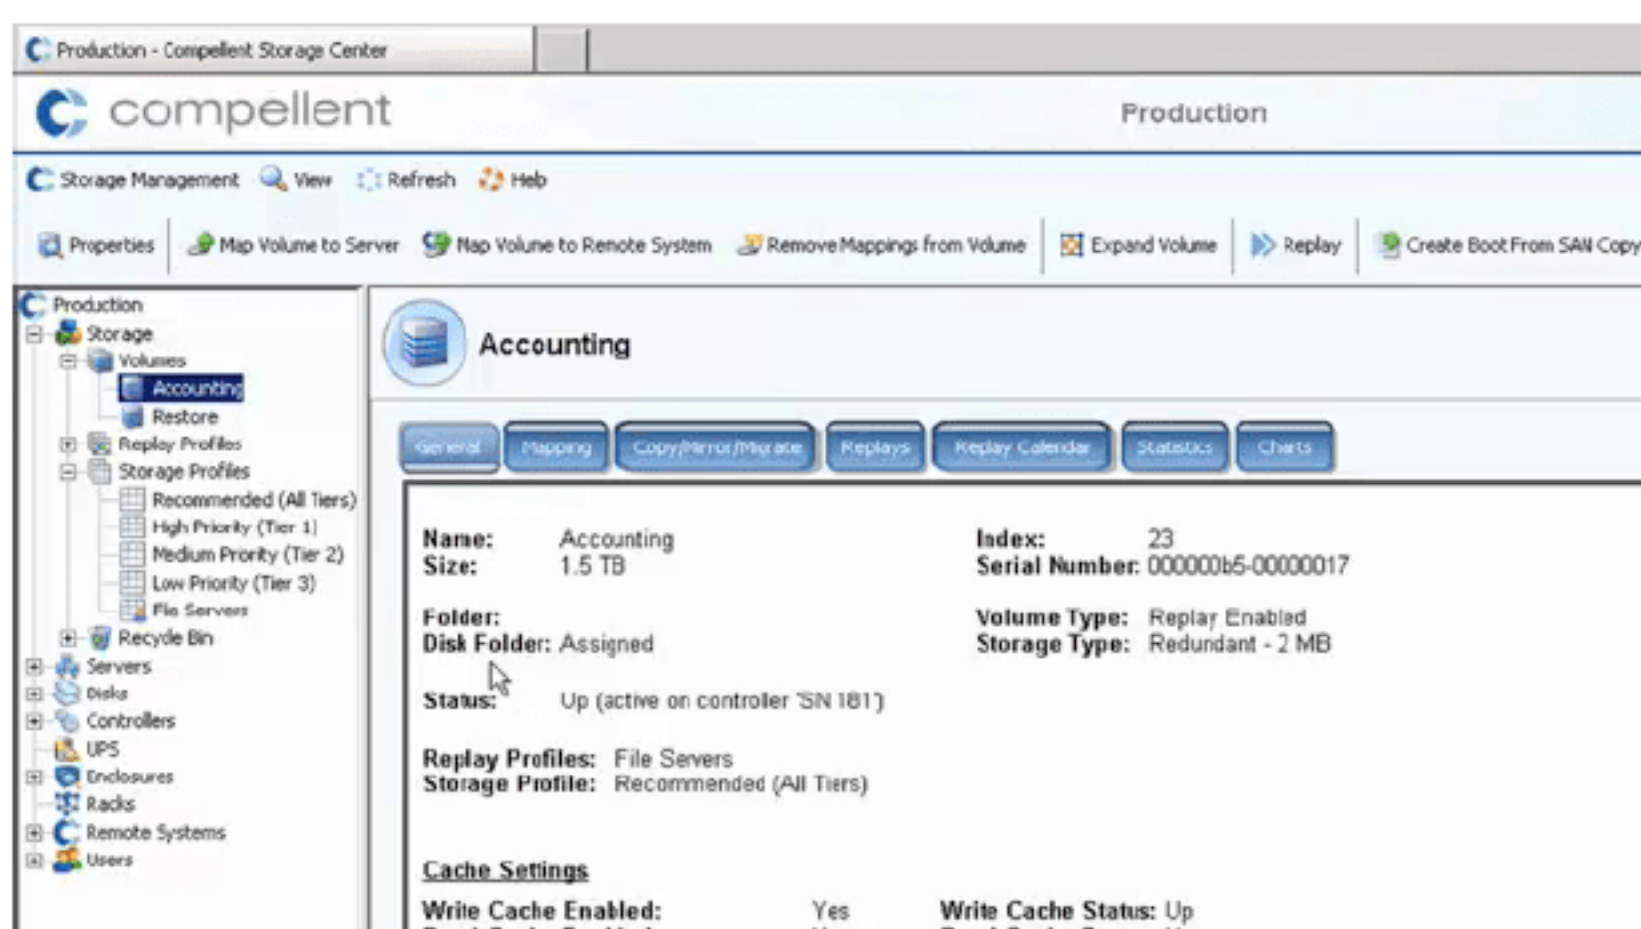 Production - Compellent Storage Center
compellent
Production
Storage Management View Refresh Help
Properties Map Volume to Server Map Volume to Remote System Remove Mappings from Volume Expand Volume Replay Create Boot From SAN Copy
Production
Storage
Volumes
Accounting
Restore
Replay Profiles
Storage Profiles
Recommended (All Tiers)
High Priority (Tier 1)
Medium Priority (Tier 2)
Low Priority (Tier 3)
File Servers
Recycle Bin
Servers
Disks
Controllers
UPS
Enclosures
Racks
Remote Systems
Users
Accounting
General Mapping Copy/Mirror/Migrate Replays Replay Calendar Statistics Charts
Name: Accounting Index: 23
Size: 1.5 TB Serial Number: 000000b5-00000017
Folder: Volume Type: Replay Enabled
Disk Folder: Assigned Storage Type: Redundant - 2 MB
Status: Up (active on controller 'SN 181')
Replay Profiles: File Servers
Storage Profile: Recommended (All Tiers)
Cache Settings
Write Cache Enabled: Yes Write Cache Status: Up